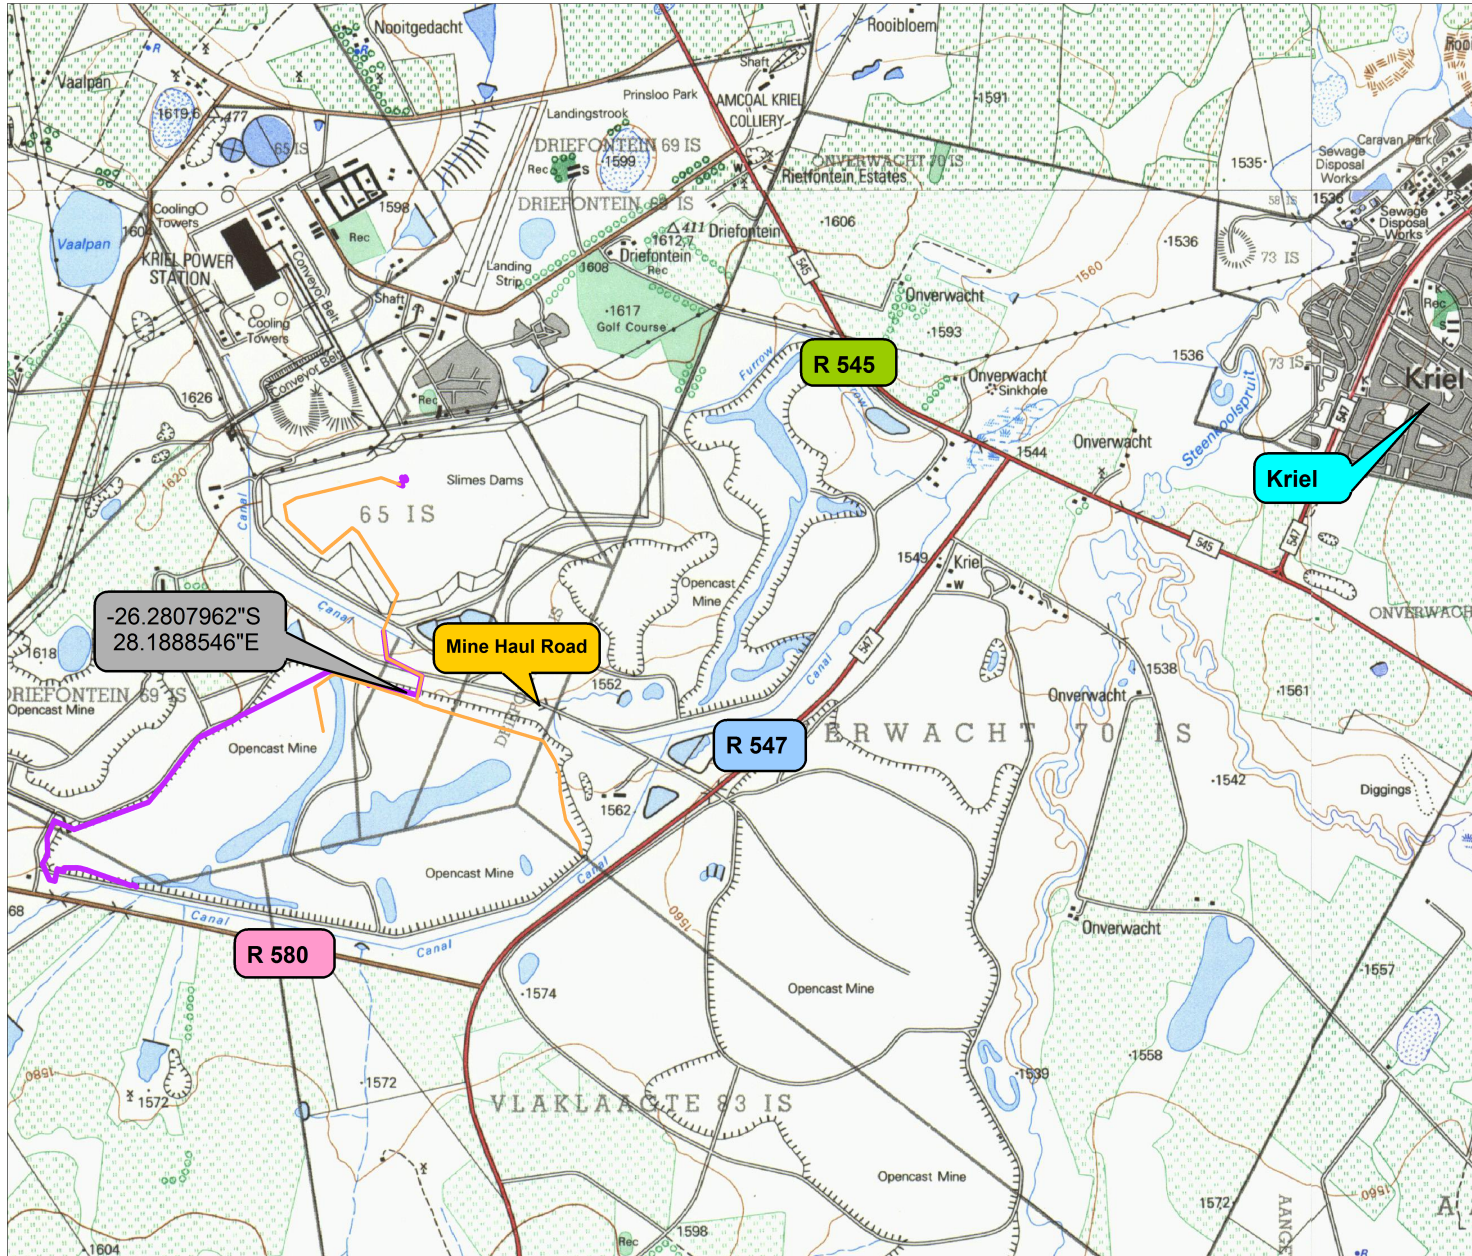 Nooitgedacht
Rooibloem
Vaalpan
R
R
Shaft
Prinsloo Park
AMCOAL KRIEL
COLLIERY
1591
1619,6
477
65 IS
Landingstrook
DRIEFONTEIN 69 IS
Rec
S
1599
W
ONVERWACHT 70 IS
Rietfontein Estates
1535
Caravan Park
Sewage
Disposal
Works
58 IS
1536
Sewage
Disposal
Works
Cooling
Towers
1598
Rec
1604
Vaalpan
KRIEL POWER
STATION
Conveyor Belt
Landing
Strip
411
1612,7
Driefontein
Driefontein
Rec
1608
1606
545
1536
73 IS
1560
Shaft
Cooling
Towers
Conveyor Belt
1617
Golf Course
Onverwacht
1593
Furrow
R 545
1536
73 IS
Rec
S
K
K
Kriel
547
1626
Rec
Onverwacht
Sinkhole
Steenkoolspruit
Onverwacht
1544
Kriel
1620
Canal
Slimes Dams
65 IS
545
547
1549
Kriel
W
Opencast
Mine
-26.2807962"S
28.1888546"E
Canal
Mine Haul Road
547
Canal
ONVERWACH
1618
DRIEFONTEIN 69 IS
Opencast Mine
1552
1538
Onverwacht
1561
Opencast Mine
R 547
ERWACHT 70 IS
1542
Diggings
1562
Opencast Mine
Canal
68
Canal
R 580
Canal
1560
Onverwacht
1557
1574
Opencast Mine
1580
1572
1572
1539
1558
VLAKLAAGTE 83 IS
Opencast Mine
1572
1560
A
1604
Rec
1598
R